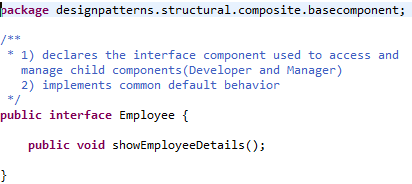 package designpatterns.structural.composite.basecomponent;
/**
 * 1) declares the interface component used to access and
   manage child components(Developer and Manager)
   2) implements common default behavior
 */
public interface Employee {
    public void showEmployeeDetails();
}